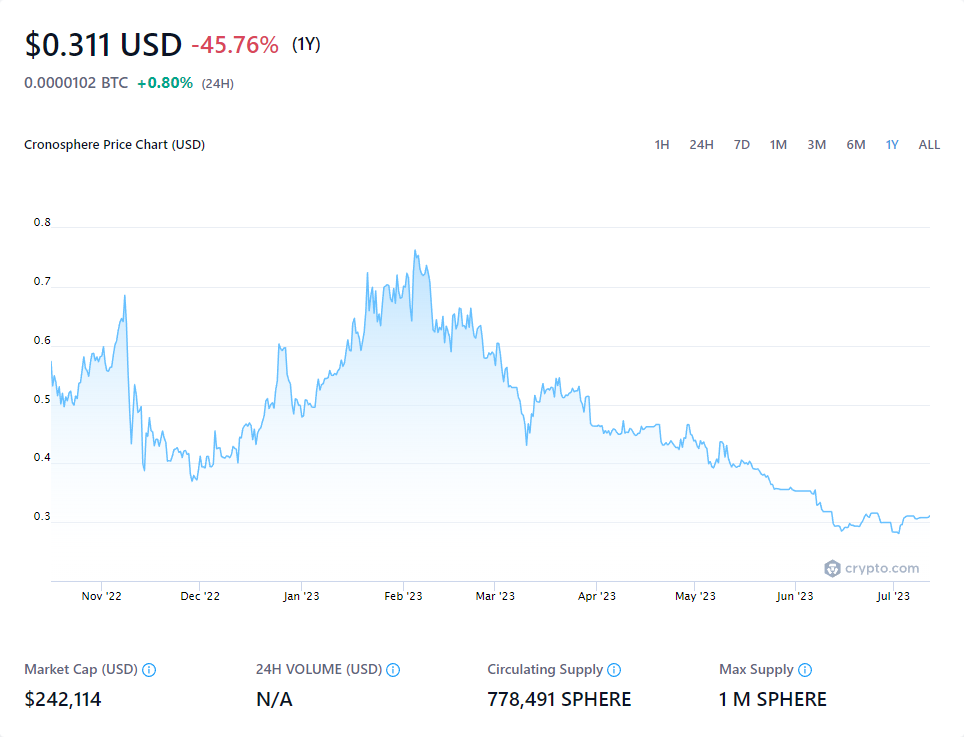 $0.311 USD -45.76% (1Y)
0.0000102 BTC +0.80% (24H)
Cronosphere Price Chart (USD) 1H 24H 7D 1M 3M 6M 1Y ALL
0.8
0.7
0.6
0.5
0.4
0.3
crypto.com
Nov '22 Dec '22 Jan '23 Feb '23 Mar '23 Apr '23 May '23 Jun '23 Jul '23
Market Cap (USD) 24H VOLUME (USD) Circulating Supply Max Supply
$242,114 N/A 778,491 SPHERE 1 M SPHERE